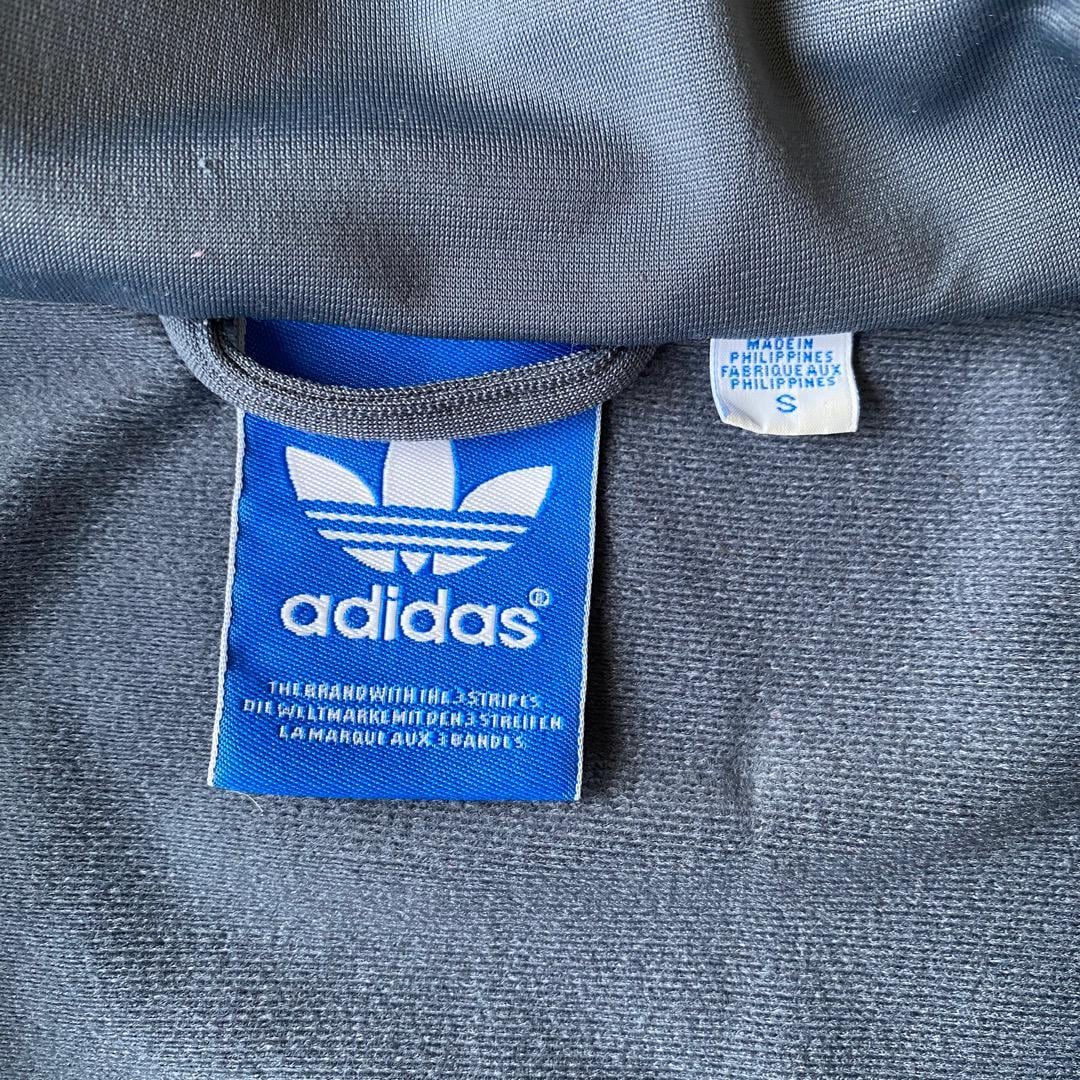 MADE IN
PHILIPPINES
FABRIQUE AUX
PHILIPPINES
S
adidas®
THE BRAND WITH THE 3 STRIPES
DIE WELTMARKE MIT DEN 3 STREIFEN
LA MARQUE AUX 3 BANDES